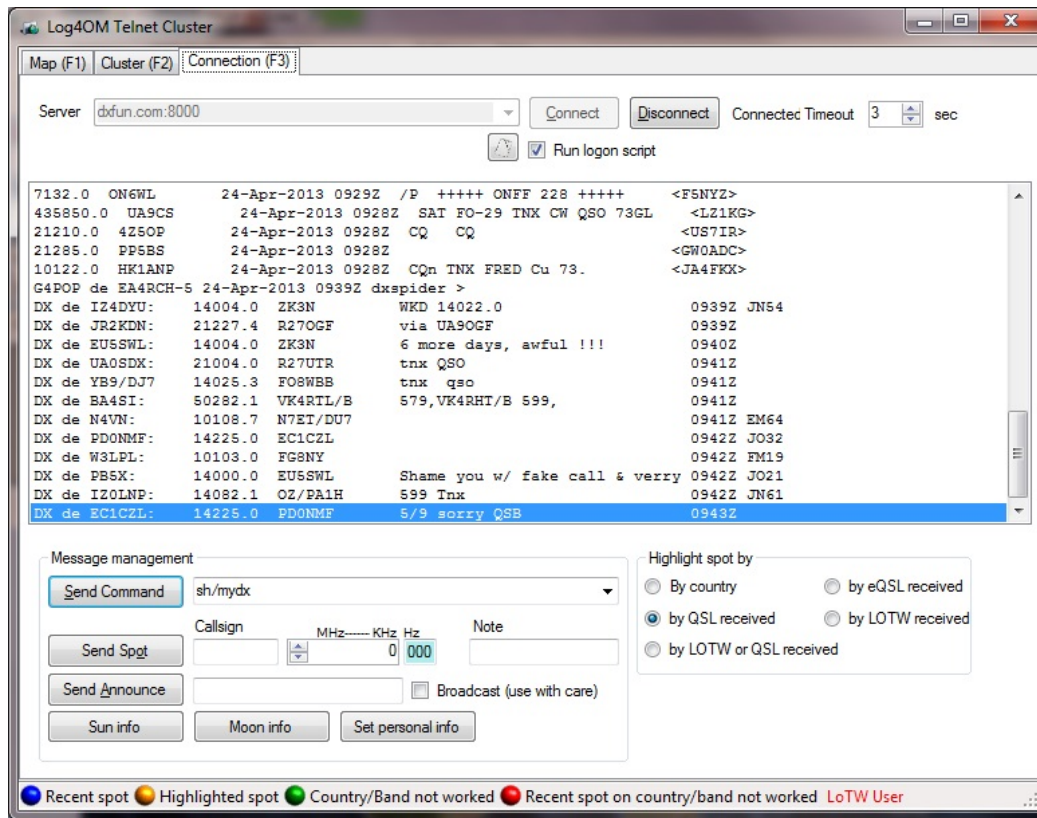 Log4OM Telnet Cluster
Map (F1) Cluster (F2) Connection (F3)
Server dxfun.com:8000 Connect Disconnect Connected Timeout 3 sec
Run logon script
7132.0 ON6WL 24-Apr-2013 0929Z /P +++++ ONFF 228 +++++ <F5NYZ>
435850.0 UA9CS 24-Apr-2013 0928Z SAT FO-29 TNX CW QSO 73GL <LZ1KG>
21210.0 4Z5OP 24-Apr-2013 0928Z CQ CQ <US7IR>
21285.0 PP5BS 24-Apr-2013 0928Z <GW0ADC>
10122.0 HK1ANP 24-Apr-2013 0928Z CQn TNX FRED Cu 73. <JA4FKX>
G4POP de EA4RCH-5 24-Apr-2013 0939Z dxspider >
DX de IZ4DYU: 14004.0 ZK3N WKD 14022.0 0939Z JN54
DX de JR2KDN: 21227.4 R27OGF via UA9OGF 0939Z
DX de EU5SWL: 14004.0 ZK3N 6 more days, awful !!! 0940Z
DX de UA0SDX: 21004.0 R27UTR tnx QSO 0941Z
DX de YB9/DJ7 14025.3 FO8WBB tnx qso 0941Z
DX de BA4SI: 50282.1 VK4RTL/B 579,VK4RHT/B 599, 0941Z
DX de N4VN: 10108.7 N7ET/DU7 0941Z EM64
DX de PD0NMF: 14225.0 EC1CZL 0942Z JO32
DX de W3LPL: 10103.0 FG8NY 0942Z FM19
DX de PB5X: 14000.0 EU5SWL Shame you w/ fake call & verry 0942Z JO21
DX de IZ0LNP: 14082.1 OZ/PA1H 599 Tnx 0942Z JN61
DX de EC1CZL: 14225.0 PD0NMF 5/9 sorry QSB 0943Z
Message management
Send Command sh/mydx
Callsign MHz------ KHz Hz Note
Send Spot 0 000
Send Announce Broadcast (use with care)
Sun info Moon info Set personal info
Highlight spot by
By country by eQSL received
by QSL received by LOTW received
by LOTW or QSL received
Recent spot Highlighted spot Country/Band not worked Recent spot on country/band not worked LoTW User